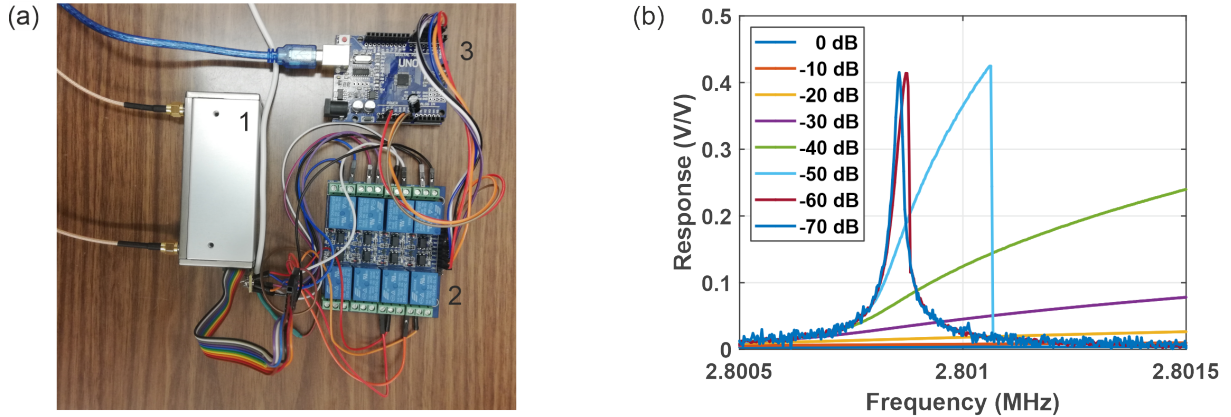 (a)
1
2
3
UNO
(b)
Response (V/V)
0.5
0.4
0.3
0.2
0.1
0
0 dB
-10 dB
-20 dB
-30 dB
-40 dB
-50 dB
-60 dB
-70 dB
2.8005
2.801
2.8015
Frequency (MHz)